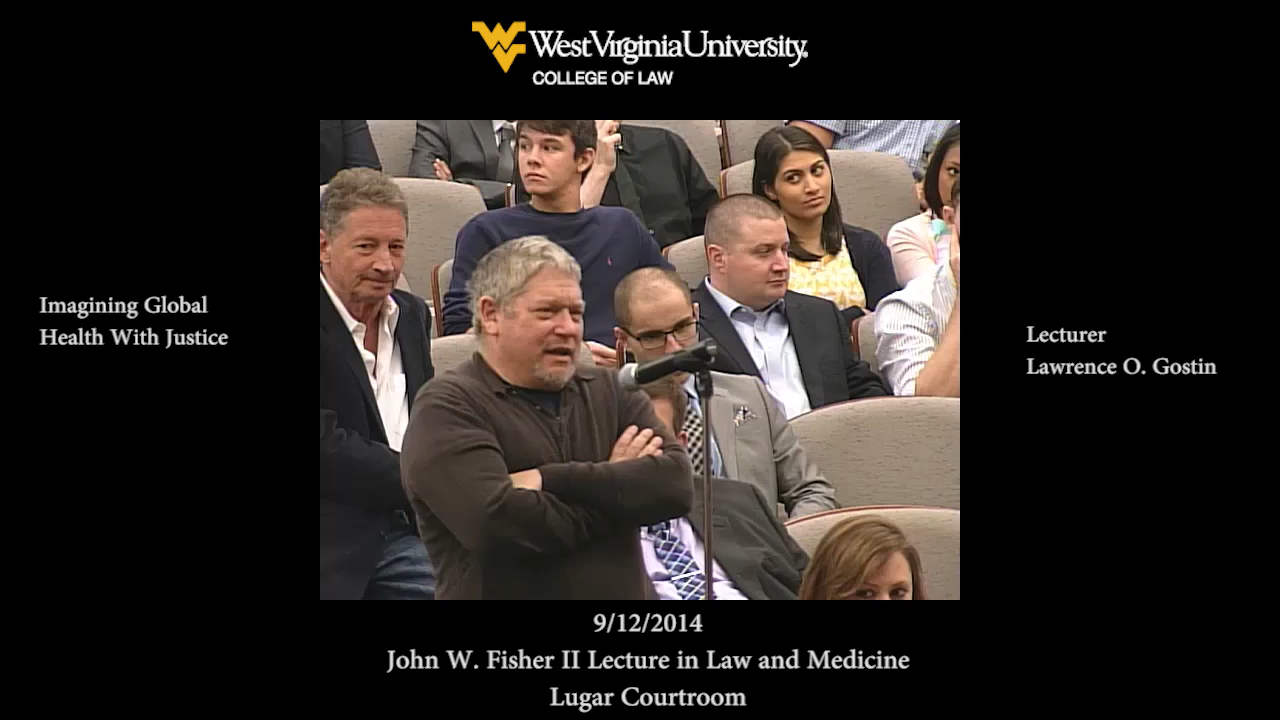 WestVirginiaUniversity.
COLLEGE OF LAW
Imagining Global
Health With Justice
Lecturer
Lawrence O. Gostin
9/12/2014
John W. Fisher II Lecture in Law and Medicine
Lugar Courtroom